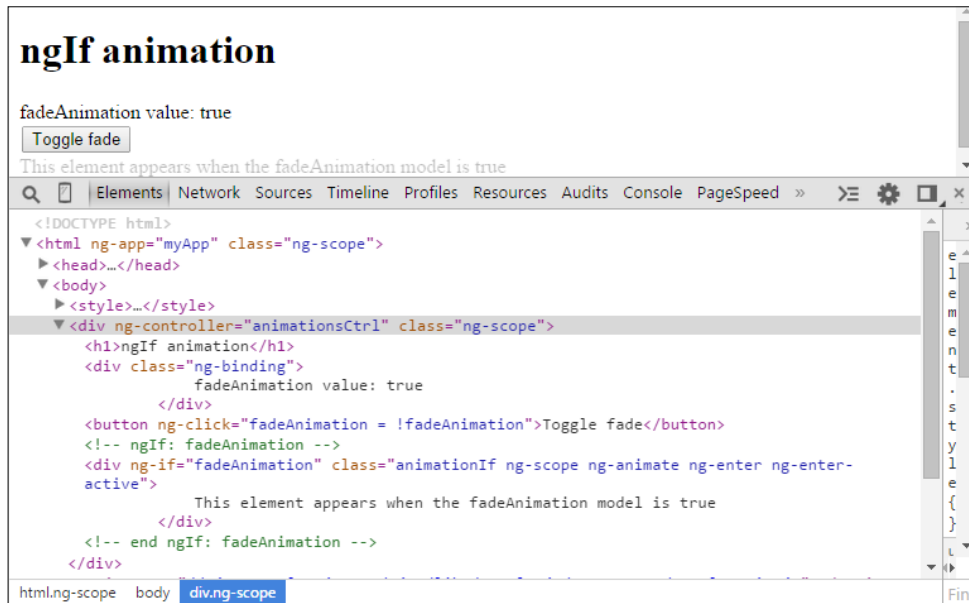 ngIf animation
fadeAnimation value: true
Toggle fade
This element appears when the fadeAnimation model is true
Elements Network Sources Timeline Profiles Resources Audits Console PageSpeed »
<!DOCTYPE html>
▼<html ng-app="myApp" class="ng-scope">
▶<head>…</head>
▼<body>
▶<style>…</style>
▼<div ng-controller="animationsCtrl" class="ng-scope">
<h1>ngIf animation</h1>
<div class="ng-binding">
fadeAnimation value: true
</div>
<button ng-click="fadeAnimation = !fadeAnimation">Toggle fade</button>
<!-- ngIf: fadeAnimation -->
<div ng-if="fadeAnimation" class="animationIf ng-scope ng-animate ng-enter ng-enter-
active">
This element appears when the fadeAnimation model is true
</div>
<!-- end ngIf: fadeAnimation -->
</div>
html.ng-scope body div.ng-scope
e
l
e
m
e
n
t
.
s
t
y
l
e
{
}
Fin